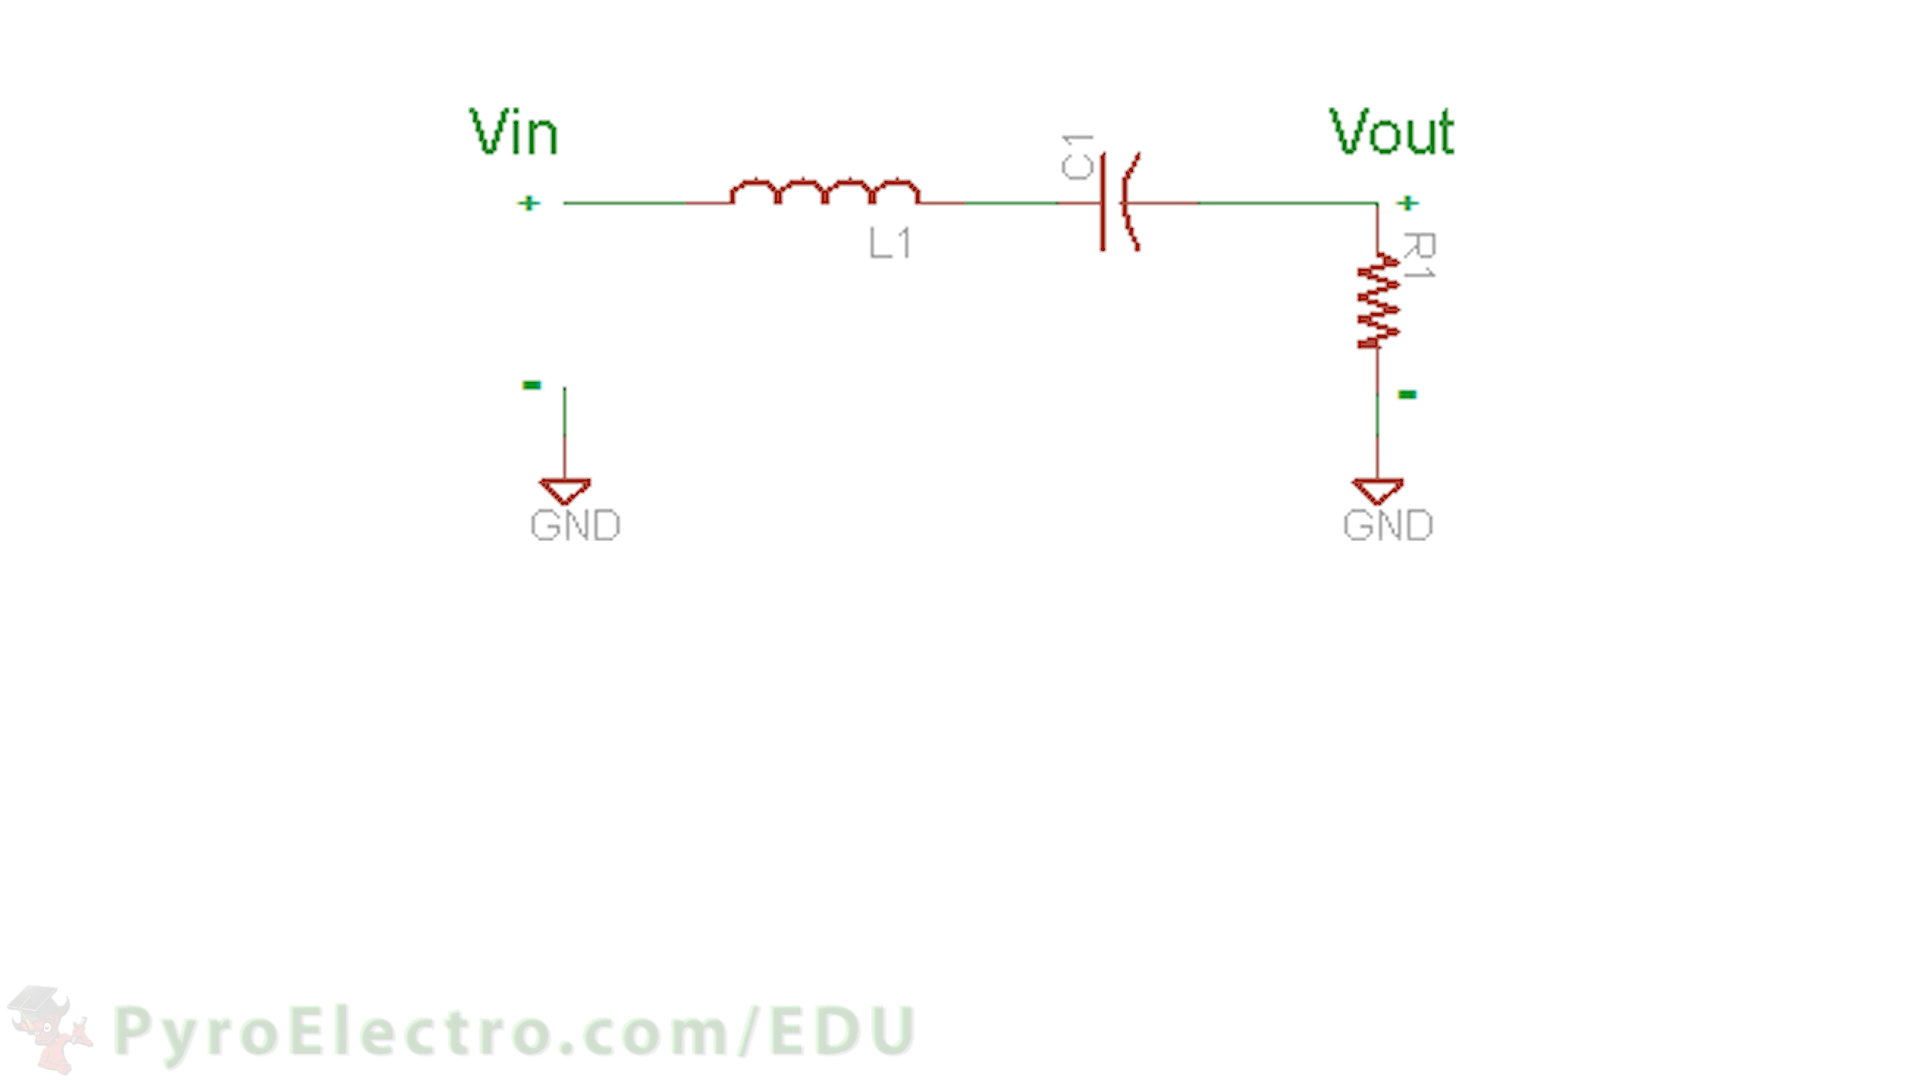 Vin
Vout
C1
+
+
L1
R1
-
-
GND
GND
PyroElectro.com/EDU